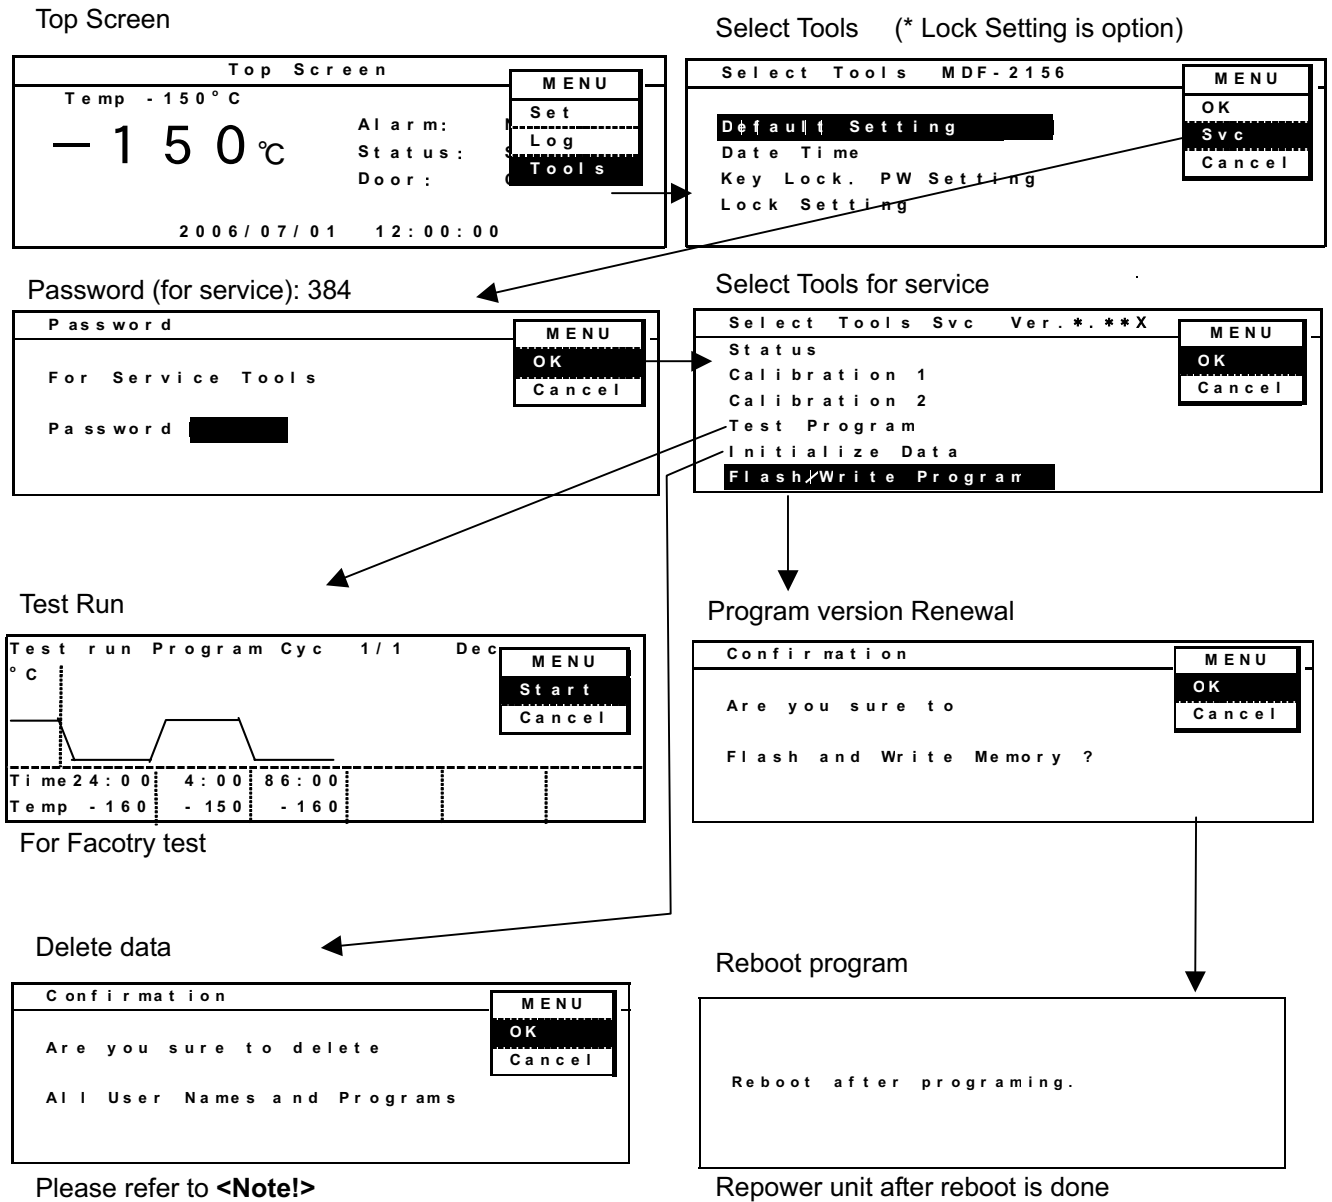 Top Screen
Top Screen
Temp -150°C
-150℃
Alarm:
Status:
Door:
MENU
Set
Log
Tools
2006/07/01 12:00:00
Select Tools (* Lock Setting is option)
Select Tools MDF-2156
Default Setting
Date Time
Key Lock. PW Setting
Lock Setting
MENU
OK
Svc
Cancel
Password (for service): 384
Password
For Service Tools
Password
MENU
OK
Cancel
Select Tools for service
Select Tools Svc Ver.*.**X
Status
Calibration 1
Calibration 2
Test Program
Initialize Data
Flash/Write Program
MENU
OK
Cancel
Test Run
Test run Program Cyc 1/1 Dec
°C
MENU
Start
Cancel
Time 24:00 4:00 86:00
Temp -160 -150 -160
For Facotry test
Program version Renewal
Confirmation
Are you sure to
Flash and Write Memory ?
MENU
OK
Cancel
Delete data
Confirmation
Are you sure to delete
All User Names and Programs
MENU
OK
Cancel
Please refer to <Note!>
Reboot program
Reboot after programing.
Repower unit after reboot is done